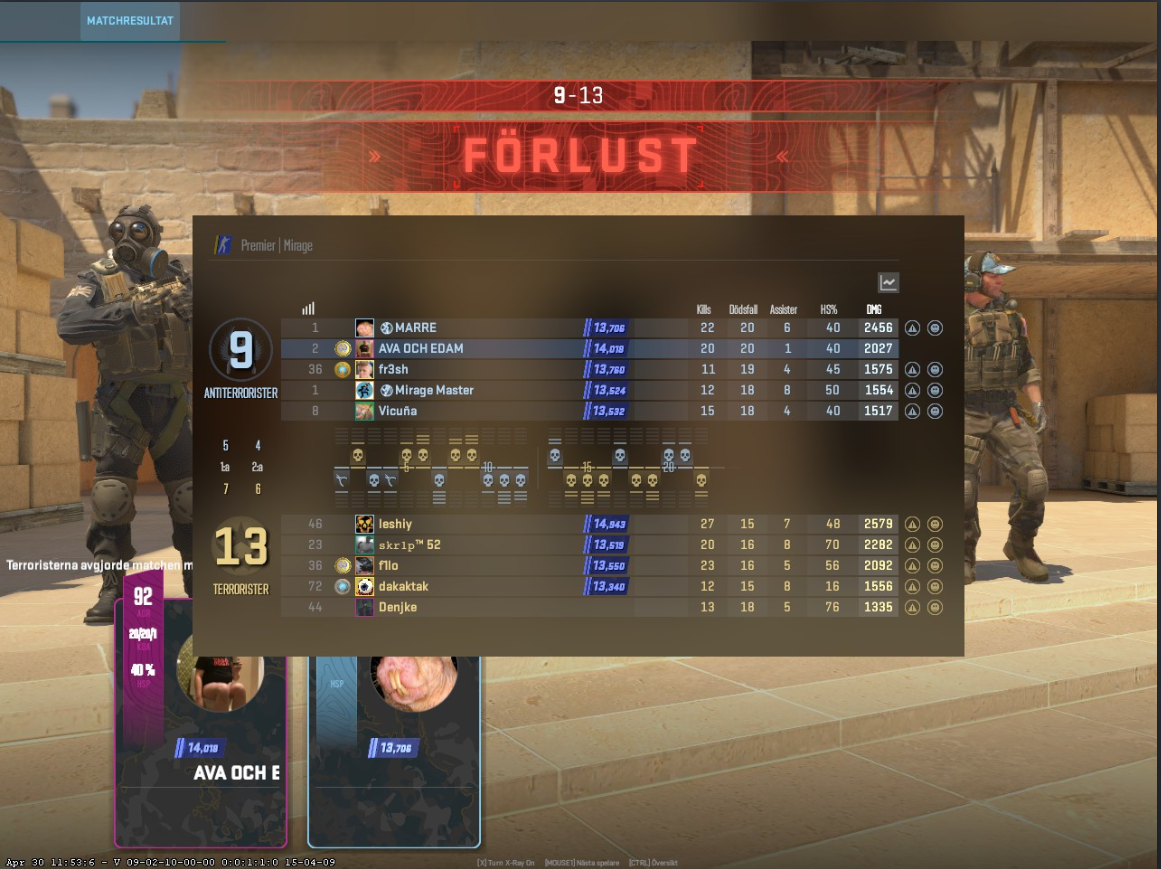 MATCHRESULTAT
9-13
FÖRLUST
Premier | Mirage
Kills Dödsfall Assister HS% DMG
1 MARRE 13,706 22 20 6 40 2456
2 AVA OCH EDAM 14,018 20 20 1 40 2027
36 fr3sh 13,760 11 19 4 45 1575
1 Mirage Master 13,524 12 18 8 50 1554
8 Vicuña 13,532 15 18 4 40 1517
9
ANTITERRORISTER
5 4
1:a 2:a
7 6
5 10 15 20
46 leshiy 14,943 27 15 7 48 2579
23 skrlp™ 52 13,519 20 16 8 70 2282
36 f1lo 13,550 23 16 5 56 2092
72 dakaktak 13,340 12 15 8 16 1556
44 Denjke 13 18 5 76 1335
13
TERRORISTER
Terroristerna avgjorde matchen m
92
20/20/1
40 %
HSP
14,018
AVA OCH E
HSP
13,706
Apr 30 11:53:6 - V 09-02-10-00-00 0:0:1:1:0 15-04-09
[X] Turn X-Ray On [MOUSE1] Nästa spelare [CTRL] Översikt